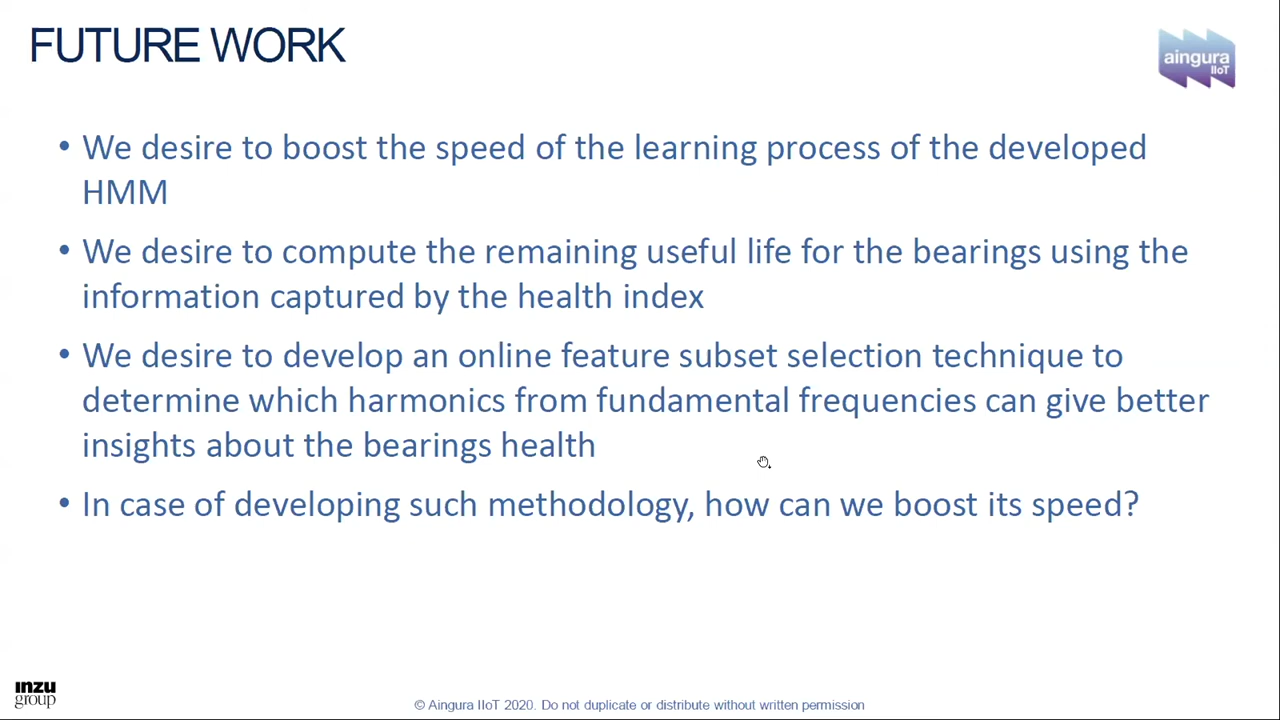 FUTURE WORK
aingura
IIoT
• We desire to boost the speed of the learning process of the developed
HMM
• We desire to compute the remaining useful life for the bearings using the
information captured by the health index
• We desire to develop an online feature subset selection technique to
determine which harmonics from fundamental frequencies can give better
insights about the bearings health
• In case of developing such methodology, how can we boost its speed?
INZU
group
© Aingura IIoT 2020. Do not duplicate or distribute without written permission